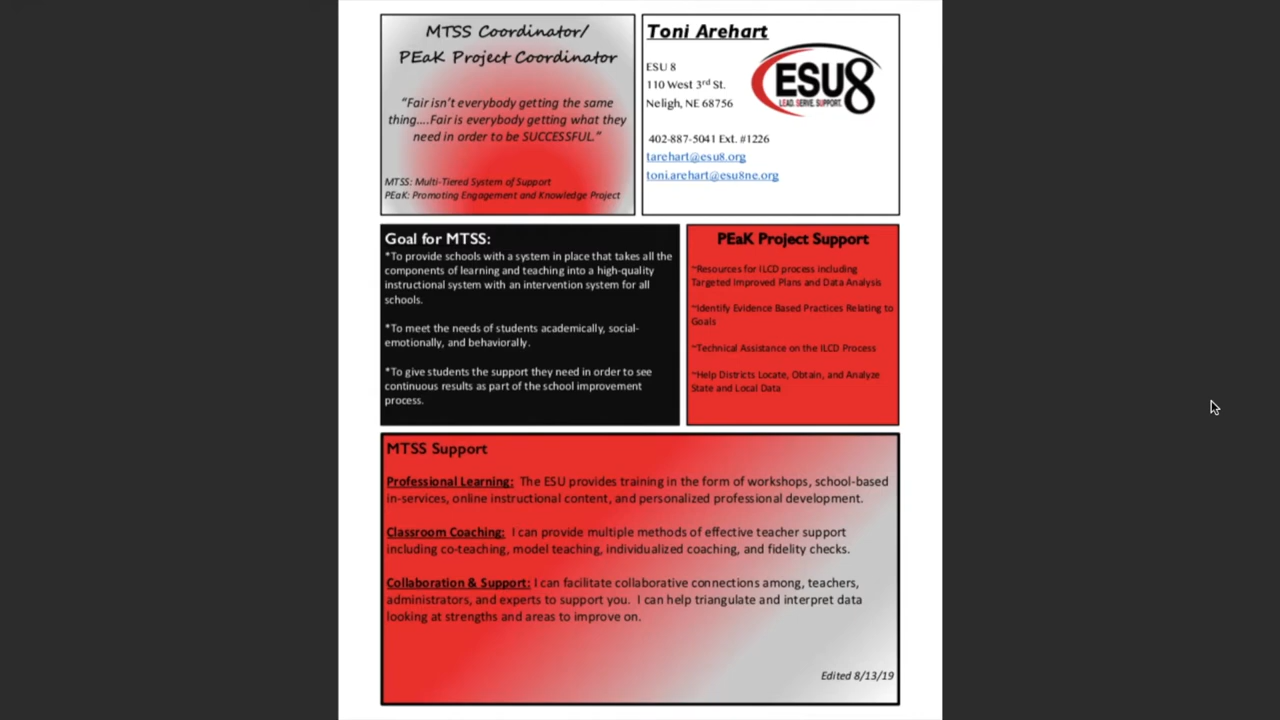 MTSS Coordinator/
PEaK Project Coordinator
"Fair isn't everybody getting the same
thing....Fair is everybody getting what they
need in order to be SUCCESSFUL."
MTSS: Multi-Tiered System of Support
PEaK: Promoting Engagement and Knowledge Project
Toni Arehart
ESU 8
110 West 3rd St.
Neligh, NE 68756
402-887-5041 Ext. #1226
tarehart@esu8.org
toni.arehart@esu8ne.org
ESU8
LEAD. SERVE. SUPPORT.
Goal for MTSS:
*To provide schools with a system in place that takes all the
components of learning and teaching into a high-quality
instructional system with an intervention system for all
schools.
*To meet the needs of students academically, social-
emotionally, and behaviorally.
*To give students the support they need in order to see
continuous results as part of the school improvement
process.
PEaK Project Support
~Resources for ILCD process including
Targeted Improved Plans and Data Analysis
~Identify Evidence Based Practices Relating to
Goals
~Technical Assistance on the ILCD Process
~Help Districts Locate, Obtain, and Analyze
State and Local Data
MTSS Support
Professional Learning: The ESU provides training in the form of workshops, school-based
in-services, online instructional content, and personalized professional development.
Classroom Coaching: I can provide multiple methods of effective teacher support
including co-teaching, model teaching, individualized coaching, and fidelity checks.
Collaboration & Support: I can facilitate collaborative connections among, teachers,
administrators, and experts to support you. I can help triangulate and interpret data
looking at strengths and areas to improve on.
Edited 8/13/19